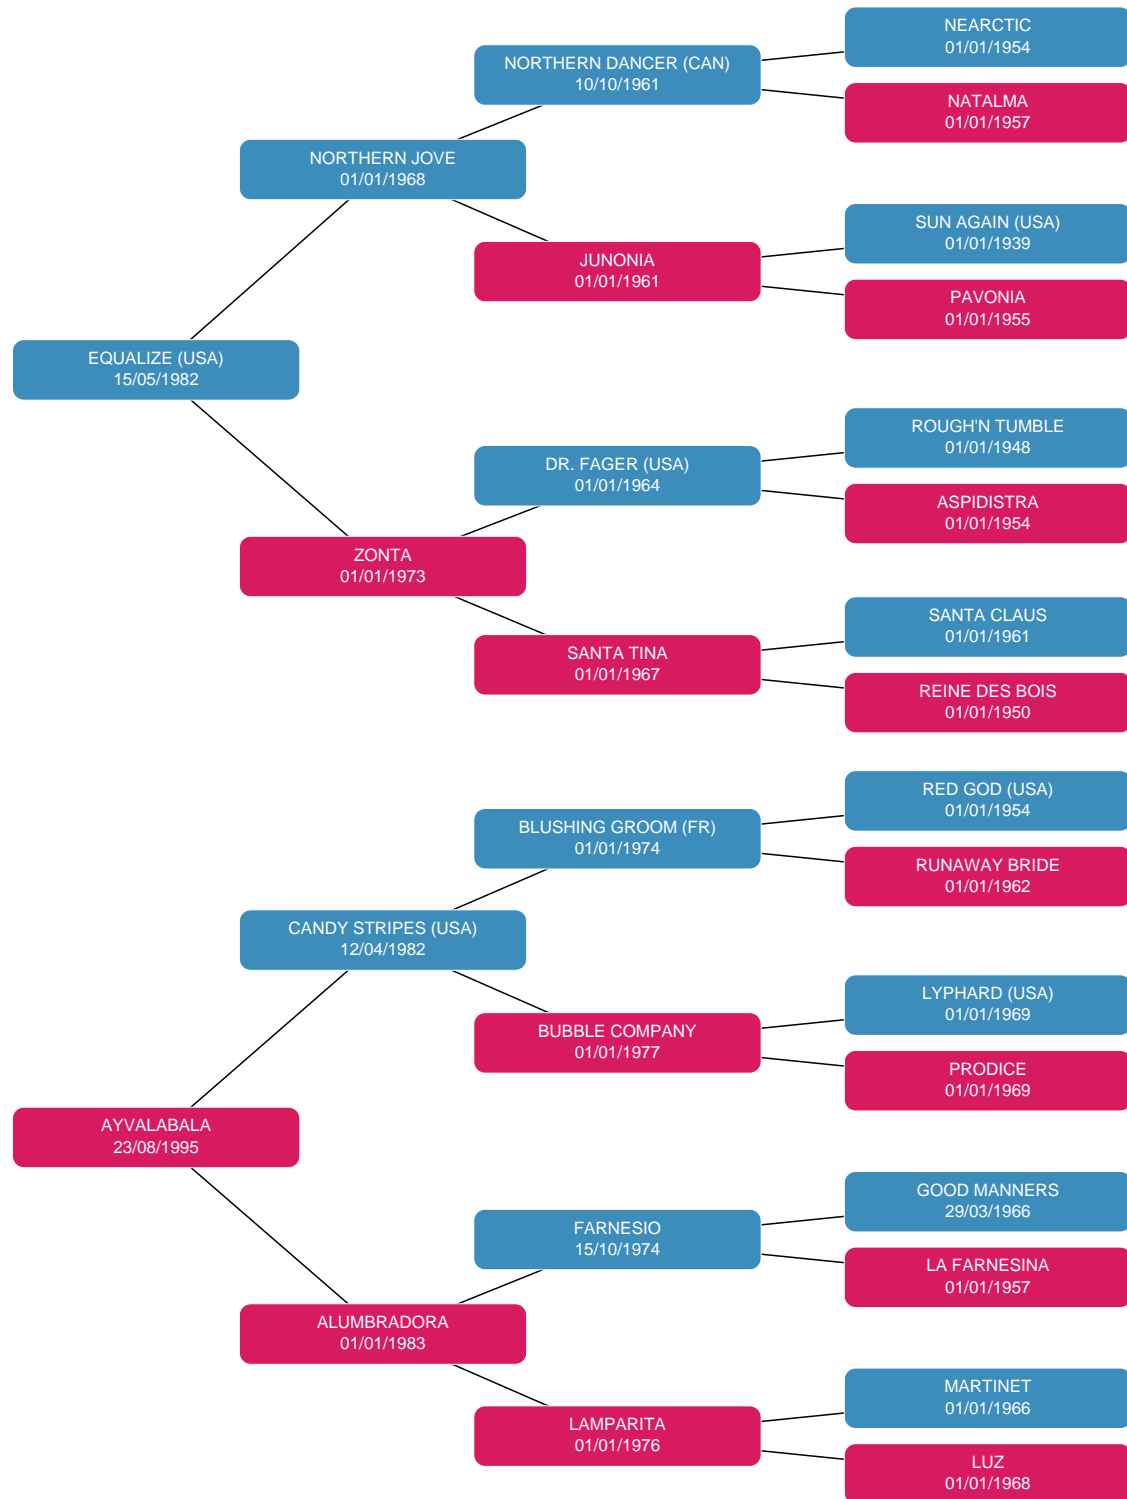 NEARCTIC
01/01/1954
NORTHERN DANCER (CAN)
10/10/1961
NATALMA
01/01/1957
NORTHERN JOVE
01/01/1968
SUN AGAIN (USA)
01/01/1939
JUNONIA
01/01/1961
PAVONIA
01/01/1955
EQUALIZE (USA)
15/05/1982
ROUGH'N TUMBLE
01/01/1948
DR. FAGER (USA)
01/01/1964
ASPIDISTRA
01/01/1954
ZONTA
01/01/1973
SANTA CLAUS
01/01/1961
SANTA TINA
01/01/1967
REINE DES BOIS
01/01/1950
RED GOD (USA)
01/01/1954
BLUSHING GROOM (FR)
01/01/1974
RUNAWAY BRIDE
01/01/1962
CANDY STRIPES (USA)
12/04/1982
LYPHARD (USA)
01/01/1969
BUBBLE COMPANY
01/01/1977
PRODICE
01/01/1969
AYVALABALA
23/08/1995
GOOD MANNERS
29/03/1966
FARNESIO
15/10/1974
LA FARNESINA
01/01/1957
ALUMBRADORA
01/01/1983
MARTINET
01/01/1966
LAMPARITA
01/01/1976
LUZ
01/01/1968